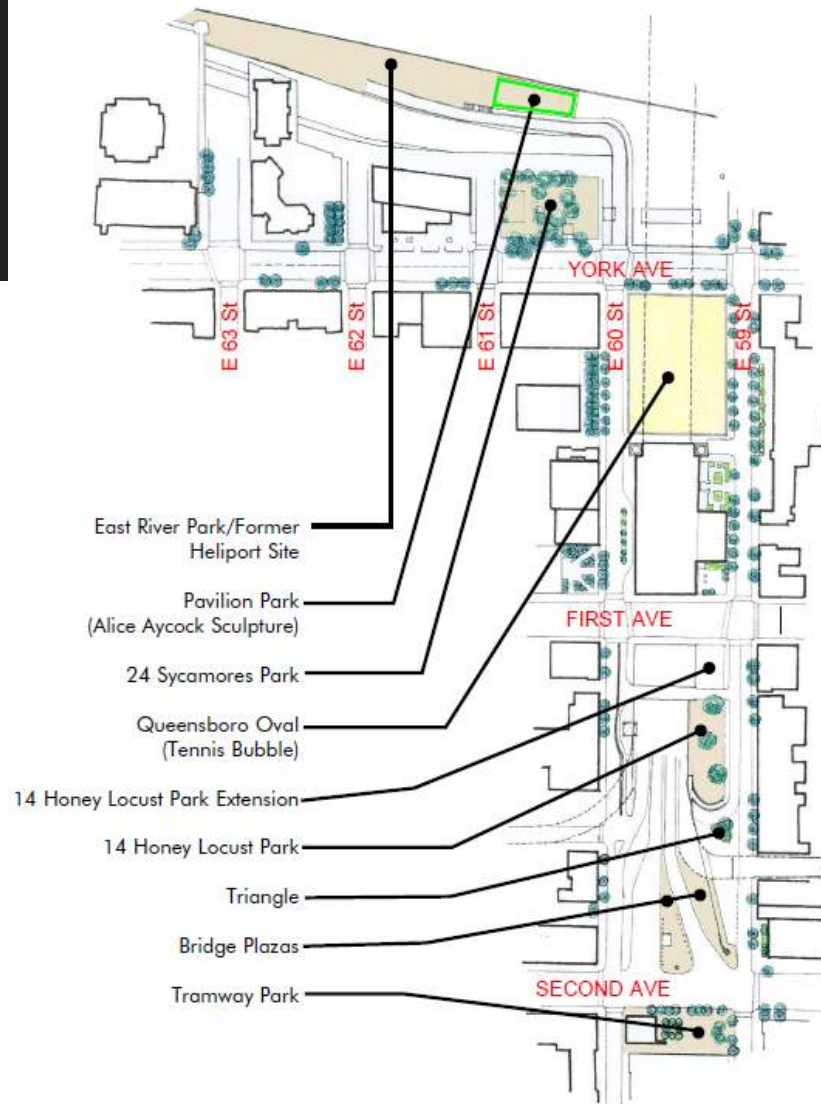 YORK AVE
E 63 St
E 62 St
E 61 St
E 60 St
E 59 St
East River Park/Former
Heliport Site
Pavilion Park
(Alice Aycock Sculpture)
24 Sycamores Park
Queensboro Oval
(Tennis Bubble)
14 Honey Locust Park Extension
14 Honey Locust Park
Triangle
Bridge Plazas
Tramway Park
FIRST AVE
SECOND AVE